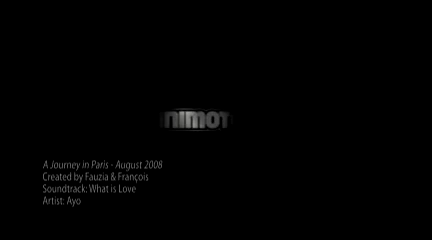 nimot
A Journey in Paris - August 2008
Created by Fauzia & François
Soundtrack: What is Love
Artist: Ayo